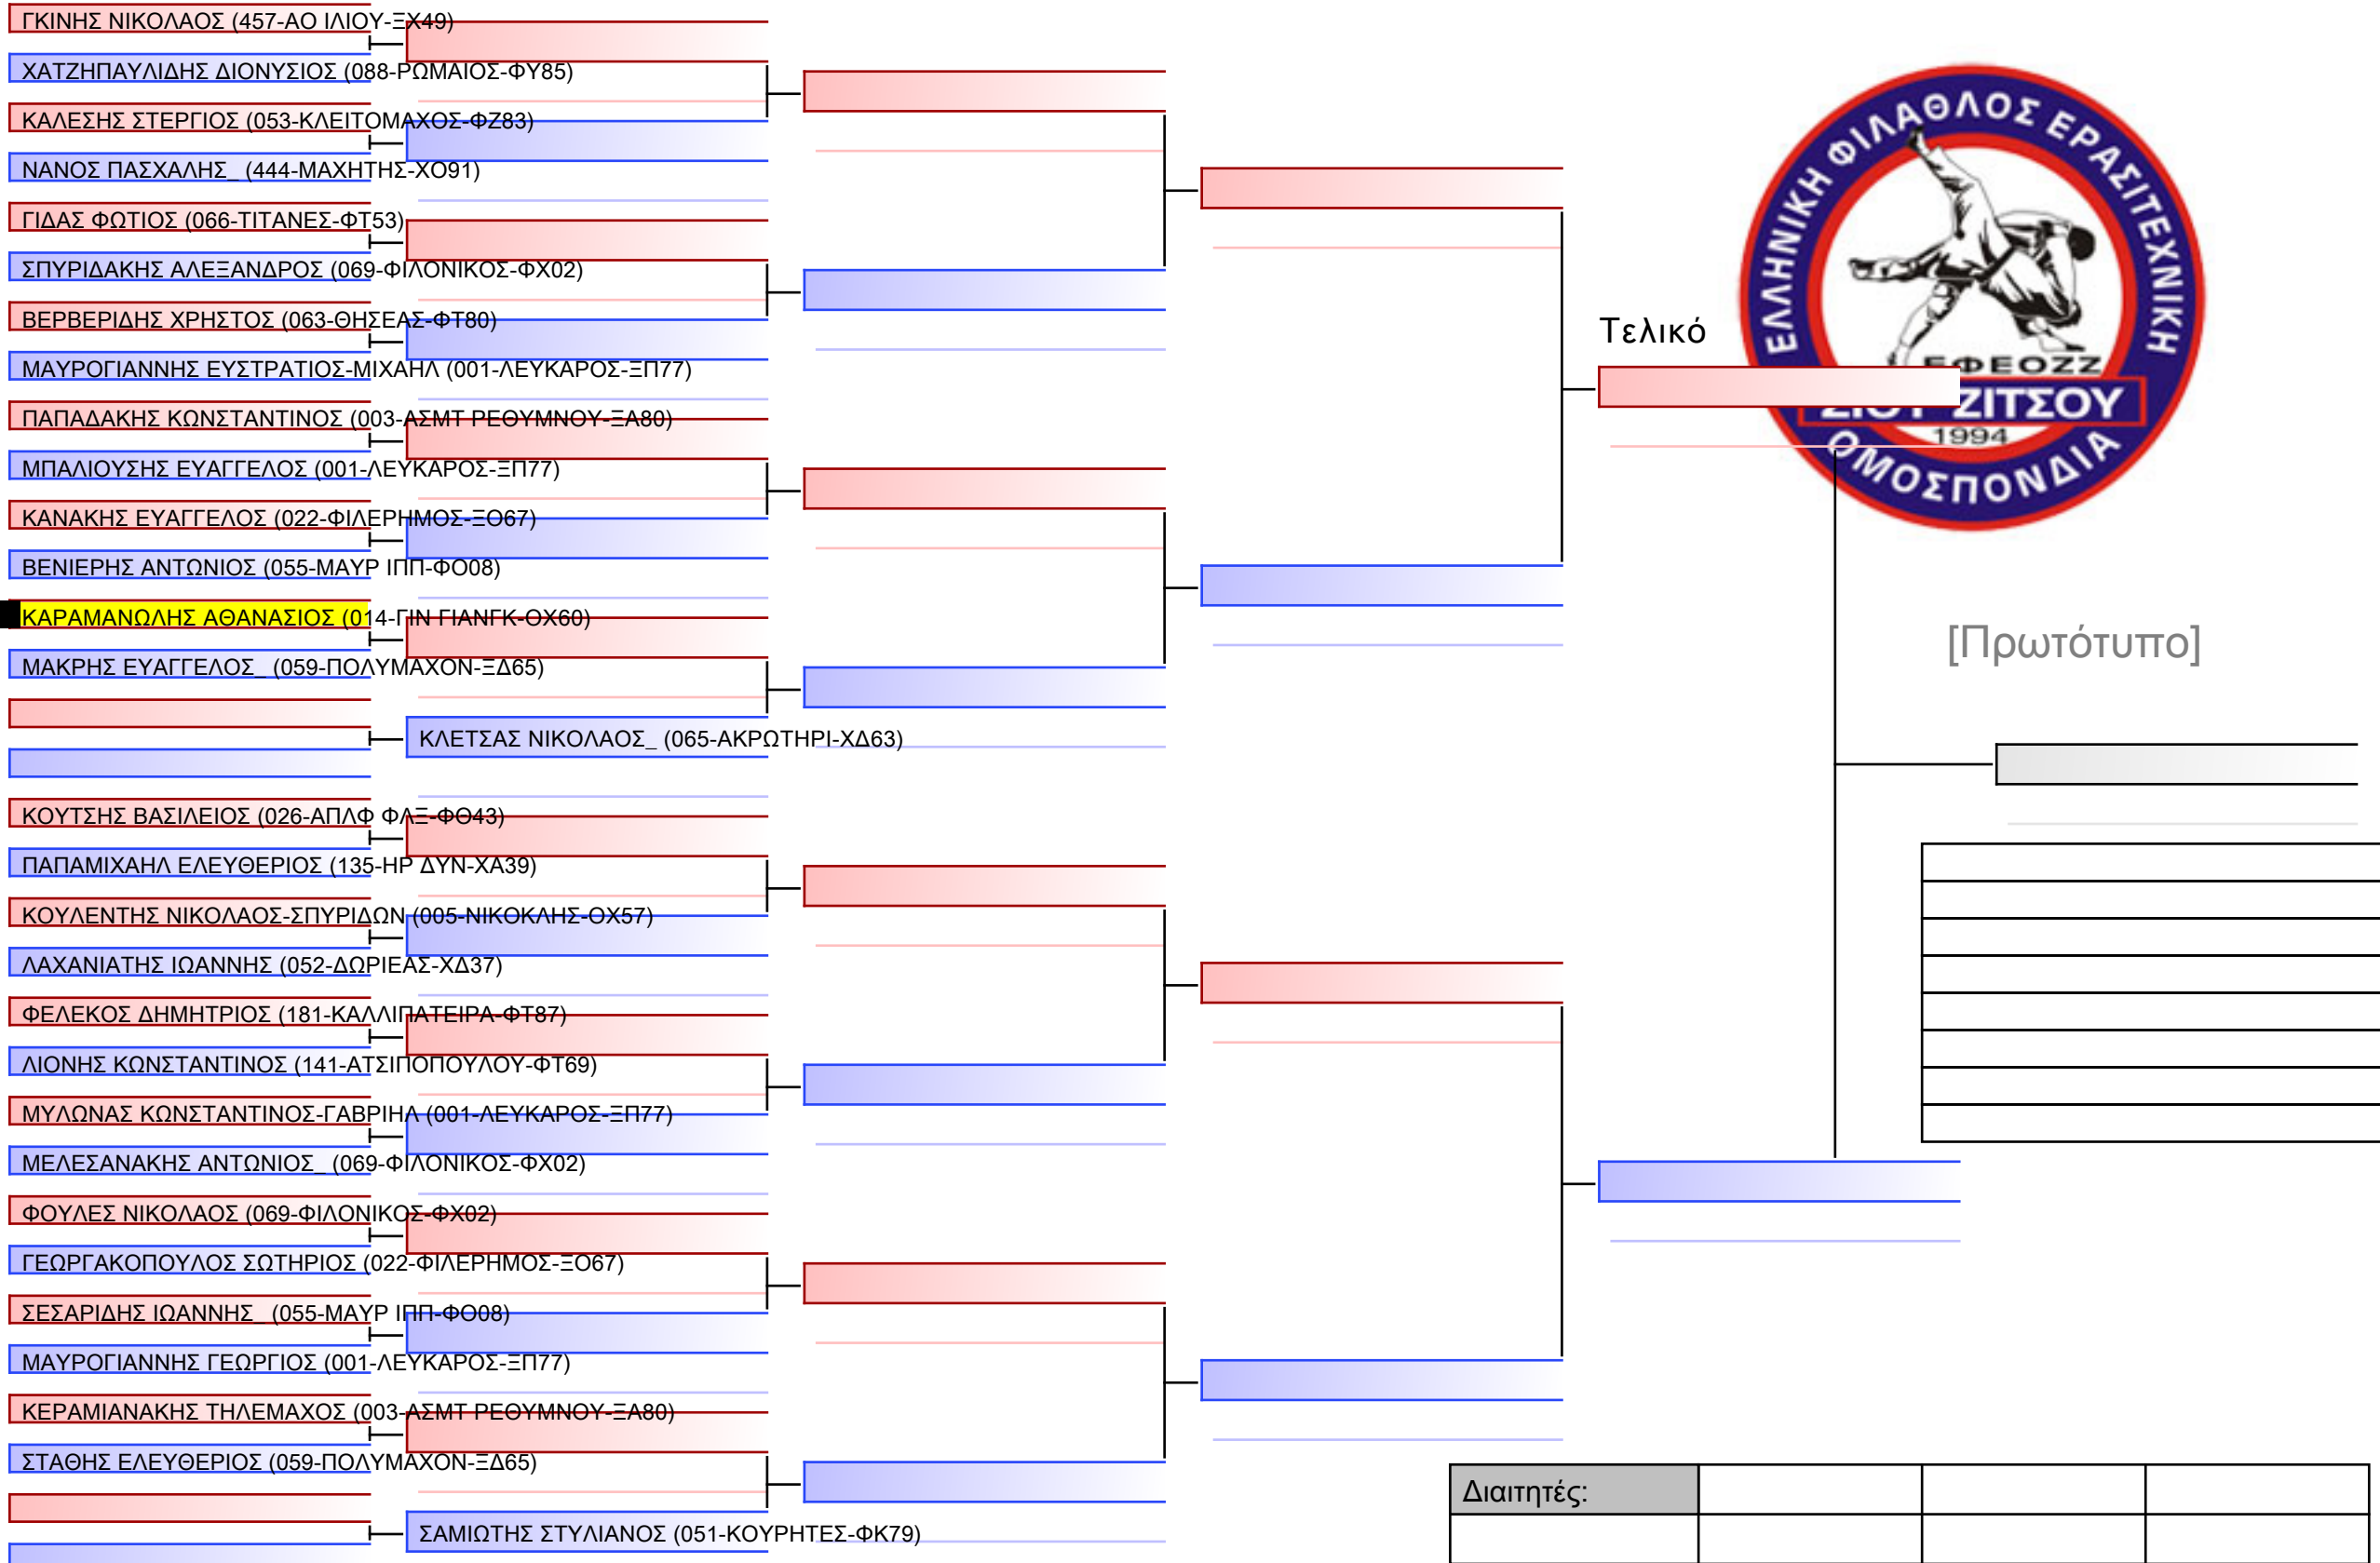 ΓΚΙΝΗΣ ΝΙΚΟΛΑΟΣ (457-ΑΟ ΙΛΙΟΥ-ΞΧ49)
ΧΑΤΖΗΠΑΥΛΙΔΗΣ ΔΙΟΝΥΣΙΟΣ (088-ΡΩΜΑΙΟΣ-ΦΥ85)
ΚΑΛΕΣΗΣ ΣΤΕΡΓΙΟΣ (053-ΚΛΕΙΤΟΜΑΧΟΣ-ΦΖ83)
ΝΑΝΟΣ ΠΑΣΧΑΛΗΣ_ (444-ΜΑΧΗΤΗΣ-ΧΟ91)
ΓΙΔΑΣ ΦΩΤΙΟΣ (066-ΤΙΤΑΝΕΣ-ΦΤ53)
ΣΠΥΡΙΔΑΚΗΣ ΑΛΕΞΑΝΔΡΟΣ (069-ΦΙΛΟΝΙΚΟΣ-ΦΧ02)
ΒΕΡΒΕΡΙΔΗΣ ΧΡΗΣΤΟΣ (063-ΘΗΣΕΑΣ-ΦΤ80)
ΜΑΥΡΟΓΙΑΝΝΗΣ ΕΥΣΤΡΑΤΙΟΣ-ΜΙΧΑΗΛ (001-ΛΕΥΚΑΡΟΣ-ΞΠ77)
ΠΑΠΑΔΑΚΗΣ ΚΩΝΣΤΑΝΤΙΝΟΣ (003-ΑΣΜΤ ΡΕΘΥΜΝΟΥ-ΞΑ80)
ΜΠΑΛΙΟΥΣΗΣ ΕΥΑΓΓΕΛΟΣ (001-ΛΕΥΚΑΡΟΣ-ΞΠ77)
ΚΑΝΑΚΗΣ ΕΥΑΓΓΕΛΟΣ (022-ΦΙΛΕΡΗΜΟΣ-ΞΟ67)
ΒΕΝΙΕΡΗΣ ΑΝΤΩΝΙΟΣ (055-ΜΑΥΡ ΙΠΠ-ΦΟ08)
ΚΑΡΑΜΑΝΩΛΗΣ ΑΘΑΝΑΣΙΟΣ (014-ΓΙΝ ΓΙΑΝΓΚ-ΟΧ60)
ΜΑΚΡΗΣ ΕΥΑΓΓΕΛΟΣ_ (059-ΠΟΛΥΜΑΧΟΝ-ΞΔ65)
ΚΛΕΤΣΑΣ ΝΙΚΟΛΑΟΣ_ (065-ΑΚΡΩΤΗΡΙ-ΧΔ63)
ΚΟΥΤΣΗΣ ΒΑΣΙΛΕΙΟΣ (026-ΑΠΛΦ ΦΛΞ-ΦΘ43)
ΠΑΠΑΜΙΧΑΗΛ ΕΛΕΥΘΕΡΙΟΣ (135-ΗΡ ΔΥΝ-ΧΑ39)
ΚΟΥΛΕΝΤΗΣ ΝΙΚΟΛΑΟΣ-ΣΠΥΡΙΔΩΝ (005-ΝΙΚΟΚΛΗΣ-ΟΧ57)
ΛΑΧΑΝΙΑΤΗΣ ΙΩΑΝΝΗΣ (052-ΔΩΡΙΕΑΣ-ΧΔ37)
ΦΕΛΕΚΟΣ ΔΗΜΗΤΡΙΟΣ (181-ΚΑΛΛΙΠΑΤΕΙΡΑ-ΦΤ87)
ΛΙΟΝΗΣ ΚΩΝΣΤΑΝΤΙΝΟΣ (141-ΑΤΣΙΠΟΠΟΥΛΟΥ-ΦΤ69)
ΜΥΛΩΝΑΣ ΚΩΝΣΤΑΝΤΙΝΟΣ-ΓΑΒΡΙΗΛ (001-ΛΕΥΚΑΡΟΣ-ΞΠ77)
ΜΕΛΕΣΑΝΑΚΗΣ ΑΝΤΩΝΙΟΣ_ (069-ΦΙΛΟΝΙΚΟΣ-ΦΧ02)
ΦΟΥΛΕΣ ΝΙΚΟΛΑΟΣ (069-ΦΙΛΟΝΙΚΟΣ-ΦΧ02)
ΓΕΩΡΓΑΚΟΠΟΥΛΟΣ ΣΩΤΗΡΙΟΣ (022-ΦΙΛΕΡΗΜΟΣ-ΞΟ67)
ΣΕΣΑΡΙΔΗΣ ΙΩΑΝΝΗΣ_ (055-ΜΑΥΡ ΙΠΠ-ΦΟ08)
ΜΑΥΡΟΓΙΑΝΝΗΣ ΓΕΩΡΓΙΟΣ (001-ΛΕΥΚΑΡΟΣ-ΞΠ77)
ΚΕΡΑΜΙΑΝΑΚΗΣ ΤΗΛΕΜΑΧΟΣ (003-ΑΣΜΤ ΡΕΘΥΜΝΟΥ-ΞΑ80)
ΣΤΑΘΗΣ ΕΛΕΥΘΕΡΙΟΣ (059-ΠΟΛΥΜΑΧΟΝ-ΞΔ65)
ΣΑΜΙΩΤΗΣ ΣΤΥΛΙΑΝΟΣ (051-ΚΟΥΡΗΤΕΣ-ΦΚ79)
Τελικό
ΕΛΛΗΝΙΚΗ ΦΙΛΑΘΛΟΣ ΕΡΑΣΙΤΕΧΝΙΚΗ
ΕΦΕΟΖΖ
ΖΙΟΥ ΖΙΤΣΟΥ
1994
ΟΜΟΣΠΟΝΔΙΑ
[Πρωτότυπο]
Διαιτητές: